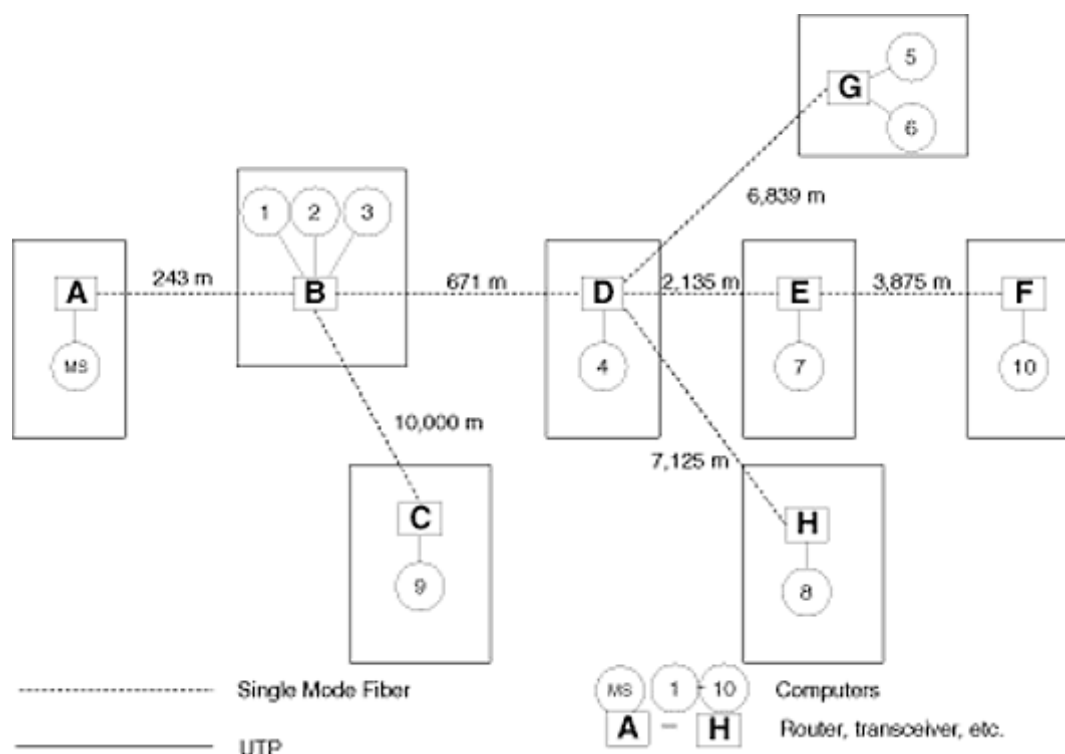 5
G
6
6,839 m
1 2 3
243 m
671 m
2,135 m
3,875 m
A
B
D
E
F
MS
4
7
10
10,000 m
7,125 m
C
H
9
8
Single Mode Fiber
MS 1 - 10 Computers
A - H Router, transceiver, etc.
UTP